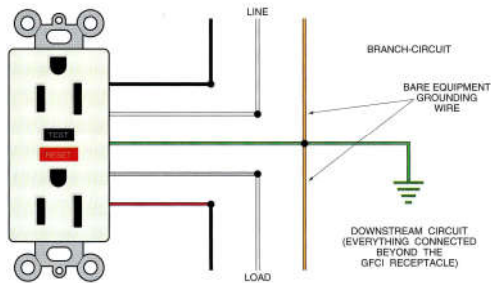 LINE
BRANCH-CIRCUIT
BARE EQUIPMENT
GROUNDING
WIRE
TEST
RESET
DOWNSTREAM CIRCUIT
(EVERYTHING CONNECTED
BEYOND THE
GFCI RECEPTACLE)
LOAD